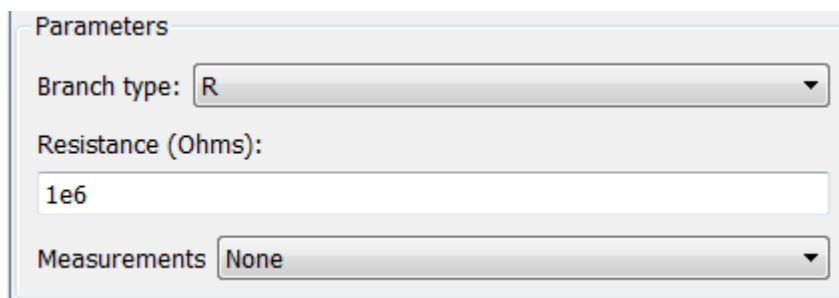 Parameters
Branch type: R
Resistance (Ohms):
1e6
Measurements None